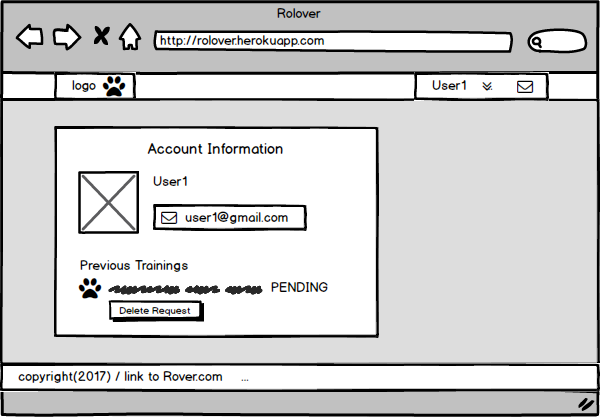 Rolover
http://rolover.herokuapp.com
logo User1
Account Information
User1
user1@gmail.com
Previous Trainings
PENDING
Delete Request
copyright(2017) / link to Rover.com ...